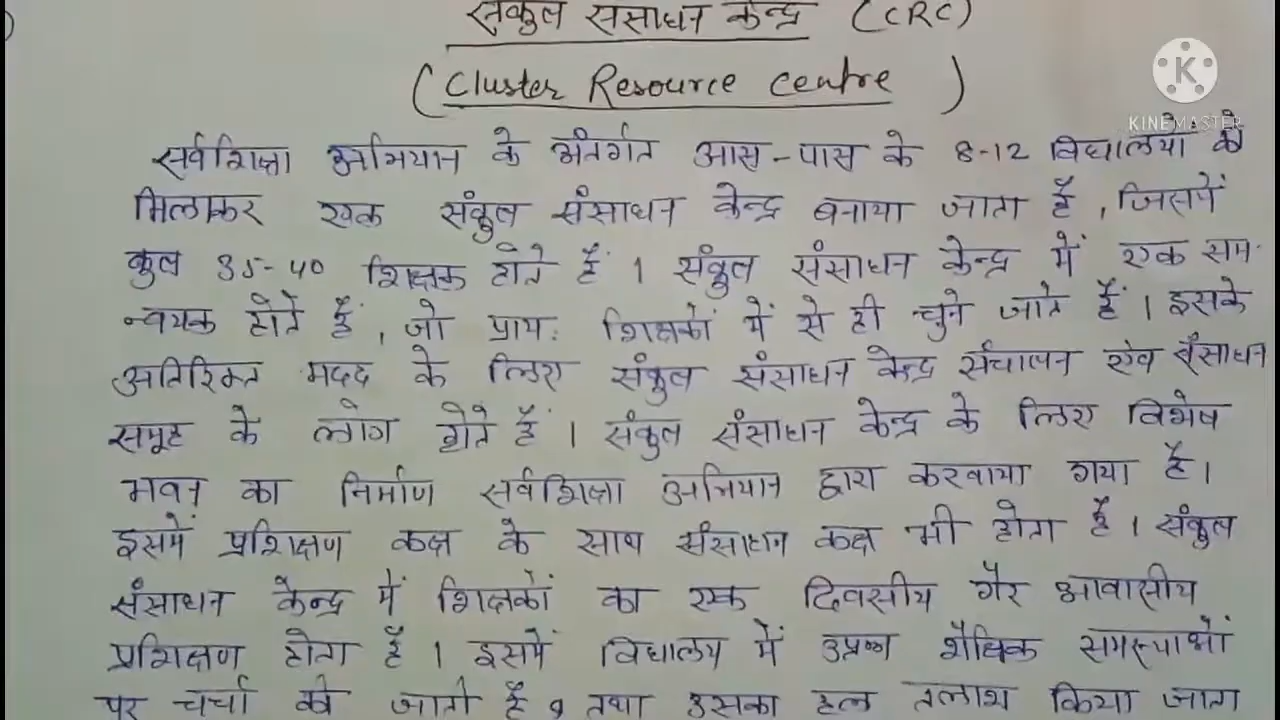 संकुल संसाधन केन्द्र (CRC)
(Cluster Resource Centre)
K
KINEMASTER
सर्वशिक्षा अभियान के अंतर्गत आस-पास के 8-12 विद्यालयों को
मिलाकर एक संकुल संसाधन केन्द्र बनाया जाता है, जिसमें
कुल 35-40 शिक्षक होते हैं । संकुल संसाधन केन्द्र में एक सम-
न्वयक होते हैं, जो प्राय: शिक्षकों में से ही चुने जाते हैं । इसके
अतिरिक्त मदद के लिए संकुल संसाधन केन्द्र संचालन एंव संसाधन
समूह के लोग होते हैं । संकुल संसाधन केन्द्र के लिए विशेष
भवन का निर्माण सर्वशिक्षा अभियान द्वारा करवाया गया है।
इसमें प्रशिक्षण कक्ष के साथ संसाधन कक्ष भी होता है । संकुल
संसाधन केन्द्र में शिक्षकों का एक दिवसीय गैर आवासीय
प्रशिक्षण होता है । इसमें विद्यालय में उत्पन्न शैक्षिक समस्याओं
पर चर्चा की जाती है, तथा उसका हल तलाश किया जाता